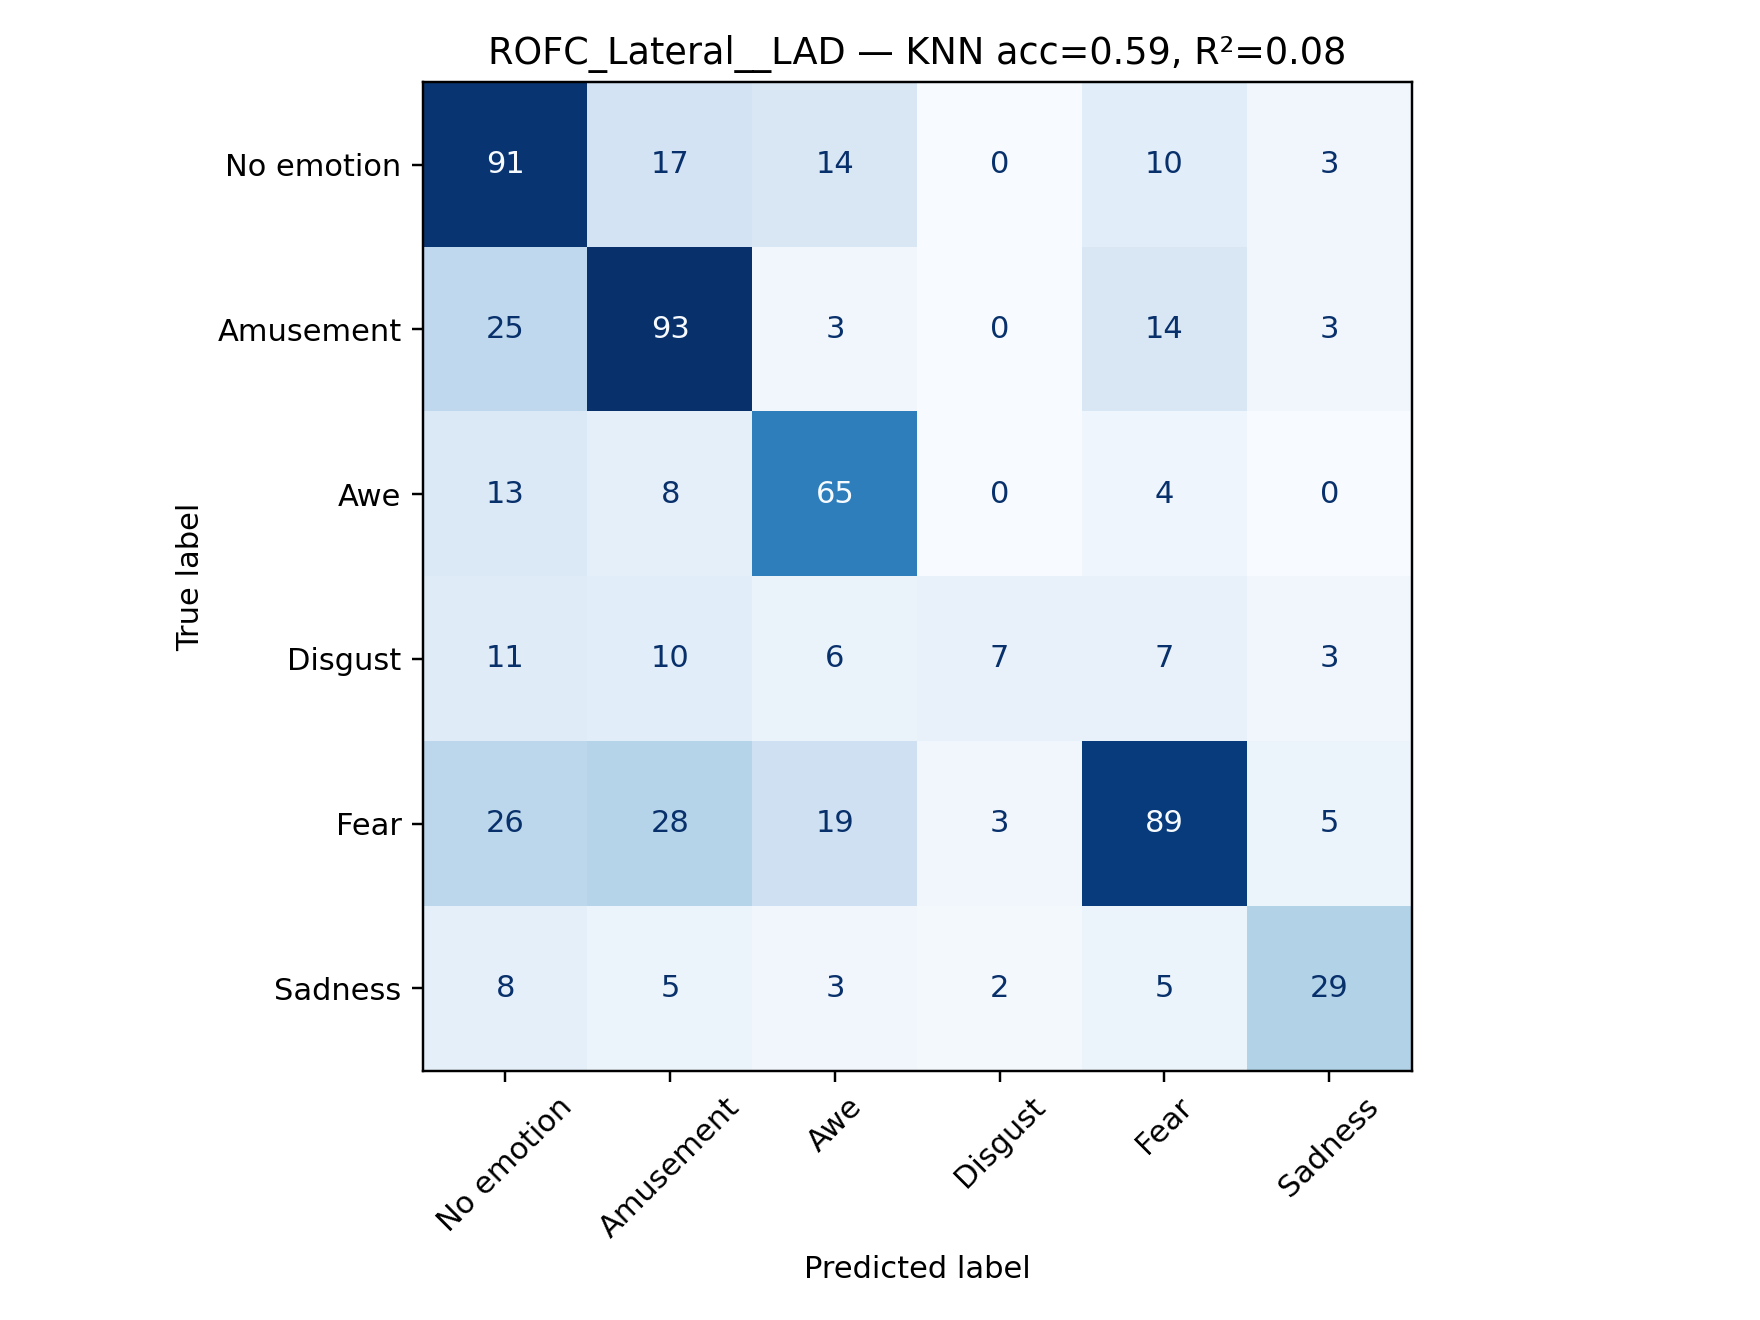 ROFC_Lateral__LAD — KNN acc=0.59, R²=0.08
No emotion 91 17 14 0 10 3
Amusement 25 93 3 0 14 3
Awe 13 8 65 0 4 0
Disgust 11 10 6 7 7 3
Fear 26 28 19 3 89 5
Sadness 8 5 3 2 5 29
True label
No emotion Amusement Awe Disgust Fear Sadness
Predicted label